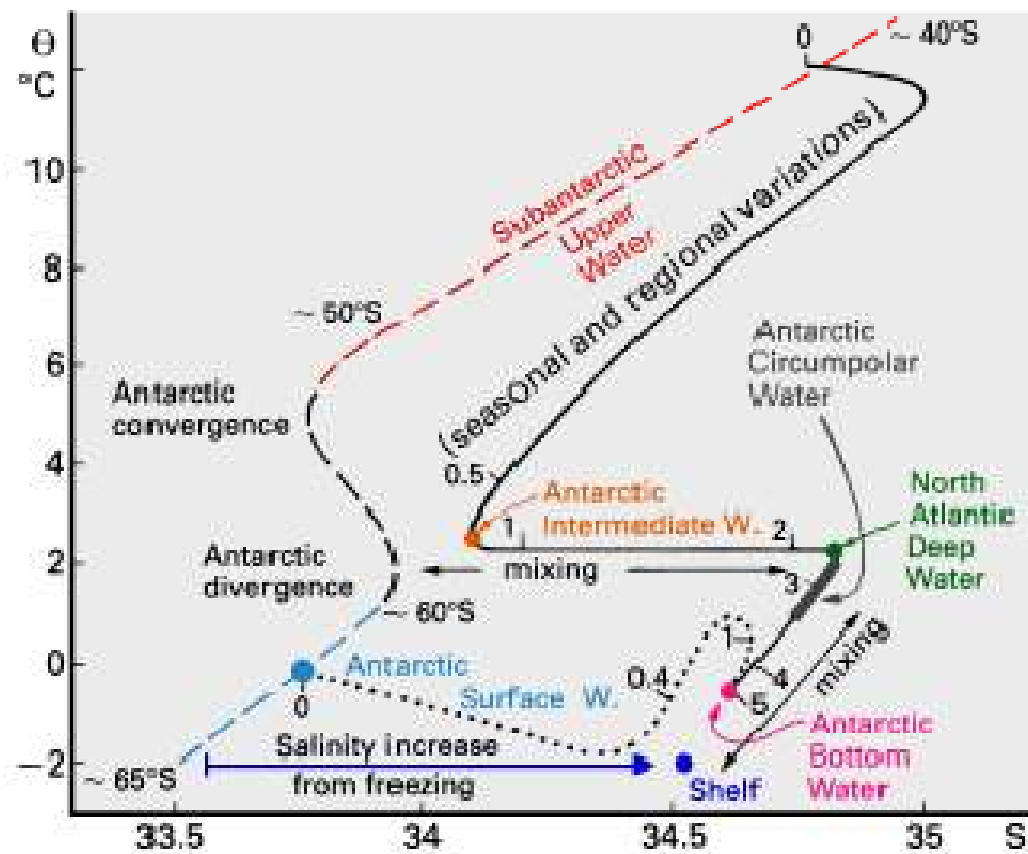 Θ
°C
0
~ 40°S
10
8
6
4
2
0
−2
Subantarctic
Upper
Water
(seasonal and regional variations)
~ 50°S
Antarctic
Circumpolar
Water
Antarctic
convergence
0.5
Antarctic
Intermediate W.
1
2
North
Atlantic
Deep
Water
mixing
Antarctic
divergence
~ 60°S
3
1
4
5
mixing
Antarctic
Surface W.
0
0.4
Salinity increase
from freezing
~ 65°S
Shelf
Antarctic
Bottom
Water
33.5
34
34.5
35
S